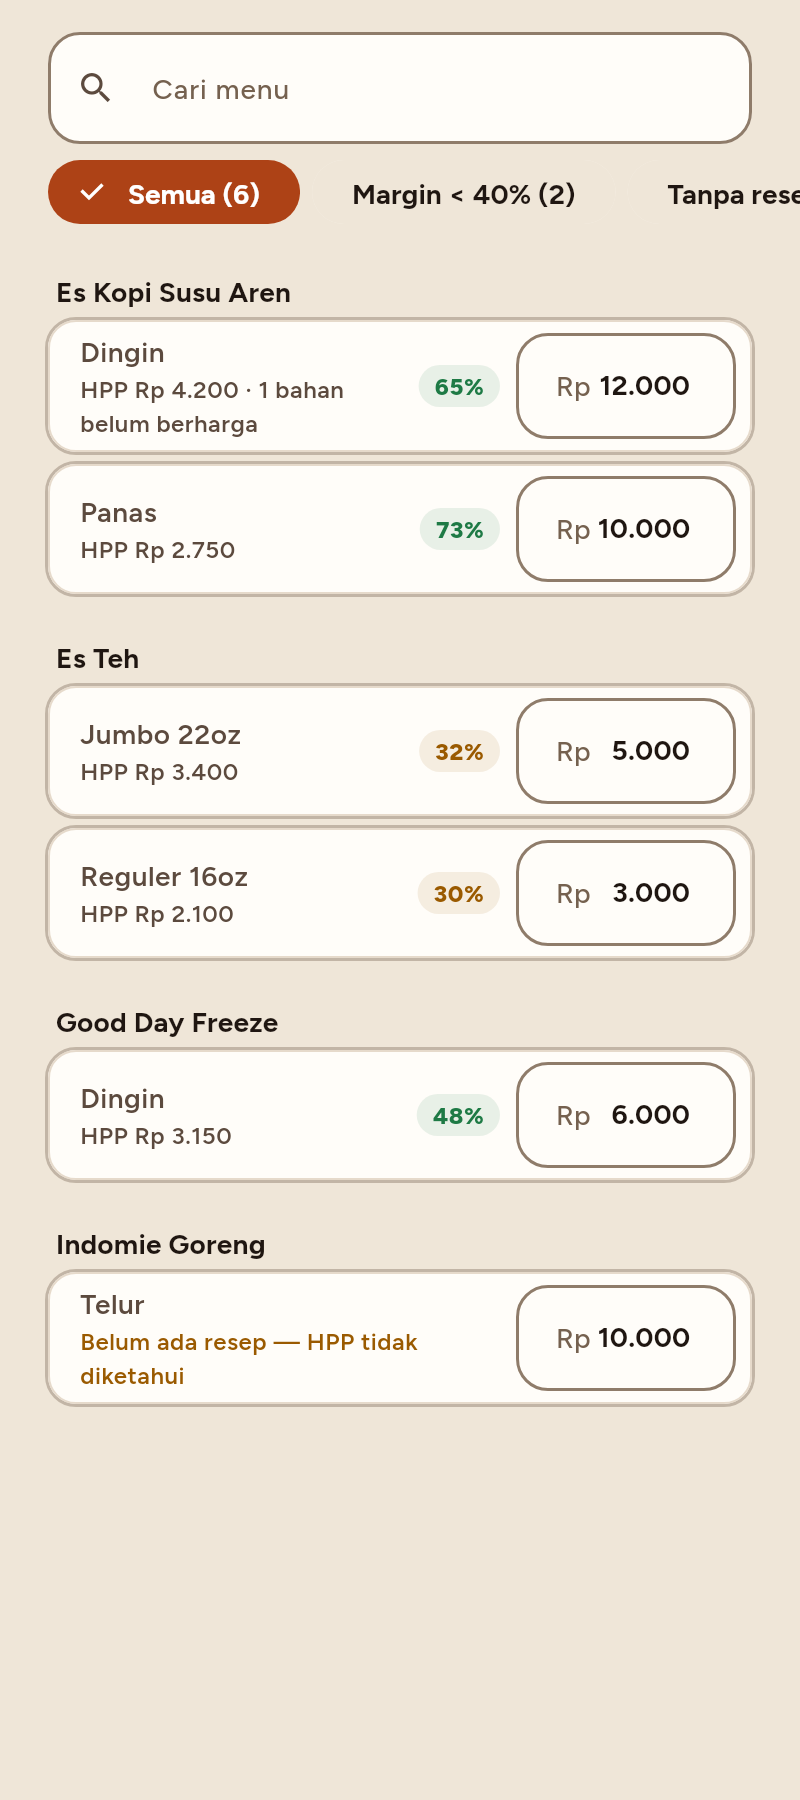 Cari menu
Semua (6) Margin < 40% (2) Tanpa rese
Es Kopi Susu Aren
Dingin
HPP Rp 4.200 · 1 bahan
belum berharga
65%
Rp 12.000
Panas
HPP Rp 2.750
73%
Rp 10.000
Es Teh
Jumbo 22oz
HPP Rp 3.400
32%
Rp 5.000
Reguler 16oz
HPP Rp 2.100
30%
Rp 3.000
Good Day Freeze
Dingin
HPP Rp 3.150
48%
Rp 6.000
Indomie Goreng
Telur
Belum ada resep — HPP tidak
diketahui
Rp 10.000